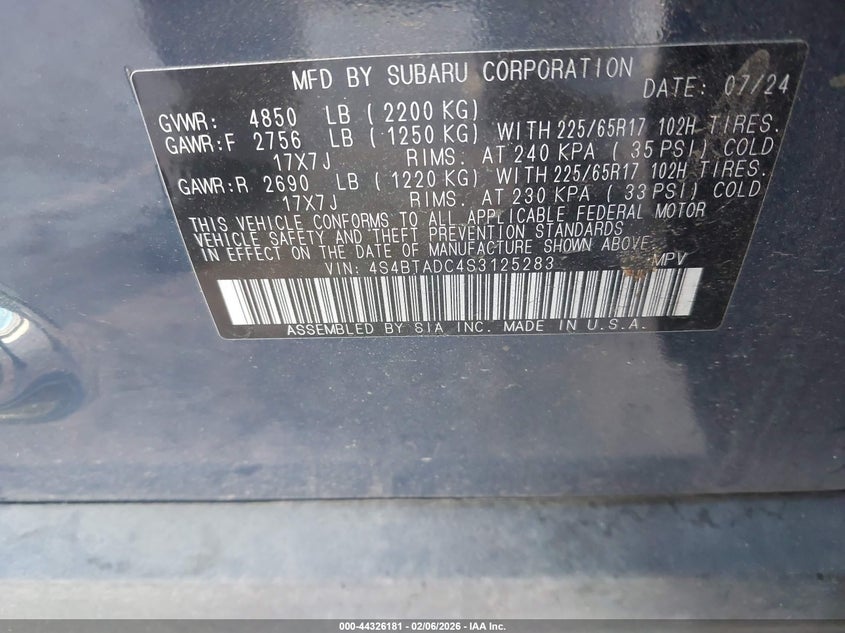 MFD BY SUBARU CORPORATION DATE: 07/24
GVWR: 4850 LB (2200 KG)
GAWR:F 2756 LB (1250 KG) WITH 225/65R17 102H TIRES.
17X7J RIMS. AT 240 KPA (35 PSI) COLD
GAWR:R 2690 LB (1220 KG) WITH 225/65R17 102H TIRES.
17X7J RIMS. AT 230 KPA (33 PSI) COLD
THIS VEHICLE CONFORMS TO ALL APPLICABLE FEDERAL MOTOR
VEHICLE SAFETY AND THEFT PREVENTION STANDARDS
IN EFFECT ON THE DATE OF MANUFACTURE SHOWN ABOVE.
VIN: 4S4BTADC4S3125283 MPV
ASSEMBLED BY SIA INC. MADE IN U.S.A.
000-44326181 - 02/06/2026 - IAA Inc.